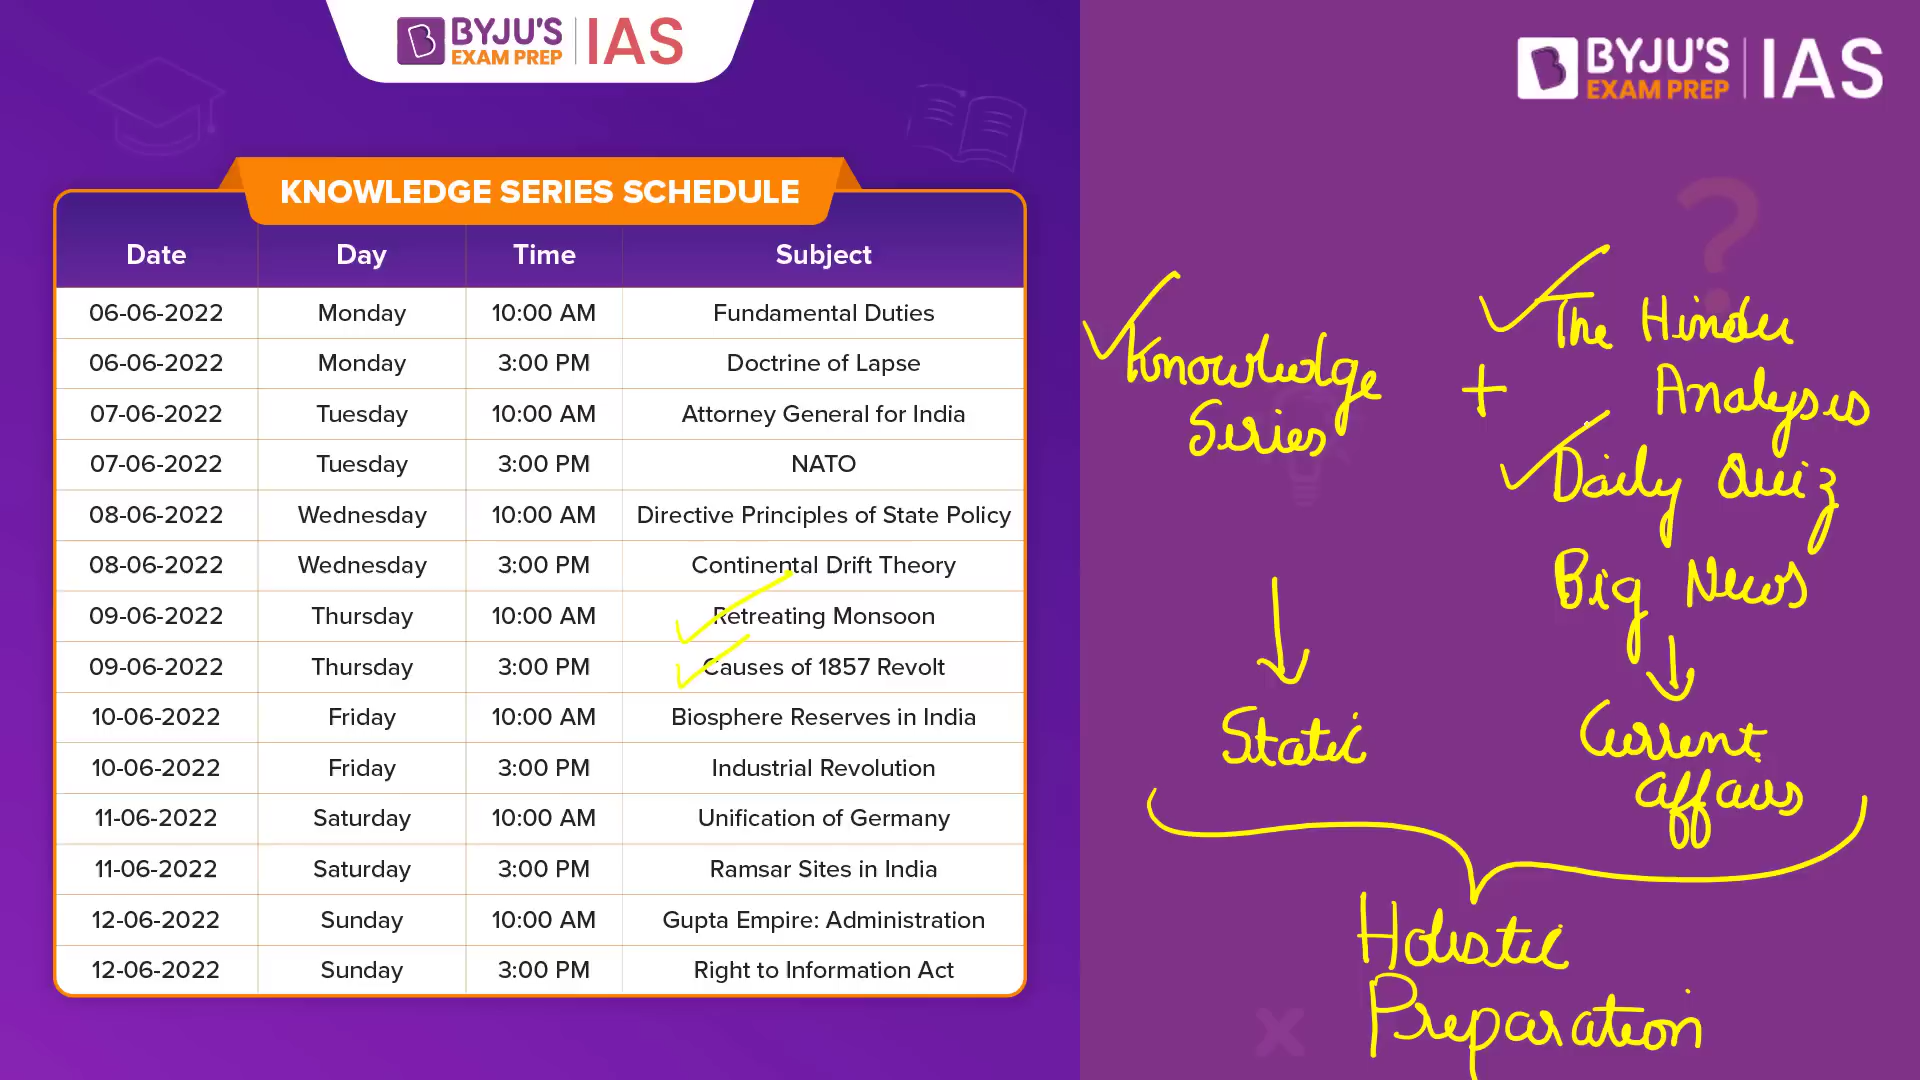 BYJU'S
EXAM PREP
IAS
KNOWLEDGE SERIES SCHEDULE
Date Day Time Subject
06-06-2022 Monday 10:00 AM Fundamental Duties
06-06-2022 Monday 3:00 PM Doctrine of Lapse
07-06-2022 Tuesday 10:00 AM Attorney General for India
07-06-2022 Tuesday 3:00 PM NATO
08-06-2022 Wednesday 10:00 AM Directive Principles of State Policy
08-06-2022 Wednesday 3:00 PM Continental Drift Theory
09-06-2022 Thursday 10:00 AM Retreating Monsoon
09-06-2022 Thursday 3:00 PM Causes of 1857 Revolt
10-06-2022 Friday 10:00 AM Biosphere Reserves in India
10-06-2022 Friday 3:00 PM Industrial Revolution
11-06-2022 Saturday 10:00 AM Unification of Germany
11-06-2022 Saturday 3:00 PM Ramsar Sites in India
12-06-2022 Sunday 10:00 AM Gupta Empire: Administration
12-06-2022 Sunday 3:00 PM Right to Information Act
BYJU'S
EXAM PREP
IAS
Knowledge
Series
+
The Hindu
Analysis
Daily Quiz
Big News
Static
Current
affairs
Holistic
Preparation